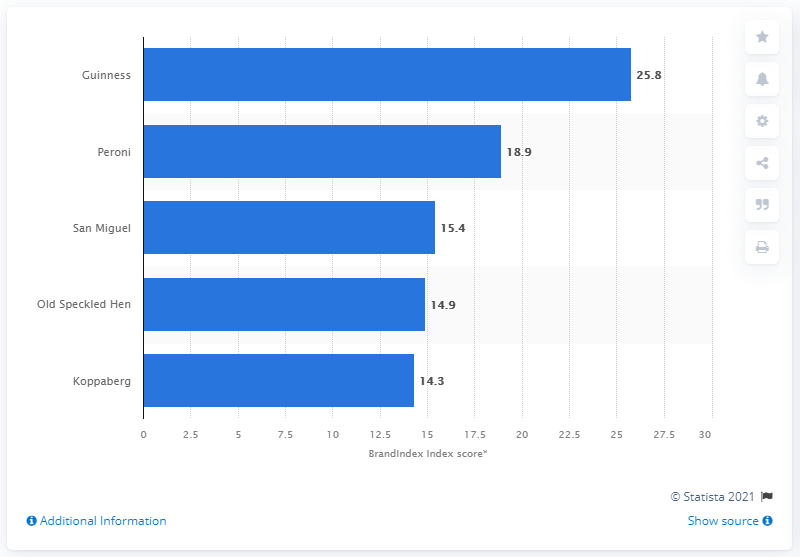 Guinness 25.8
Peroni 18.9
San Miguel 15.4
Old Speckled Hen 14.9
Koppaberg 14.3
0 2.5 5 7.5 10 12.5 15 17.5 20 22.5 25 27.5 30
BrandIndex Index score*
© Statista 2021
Additional Information Show source